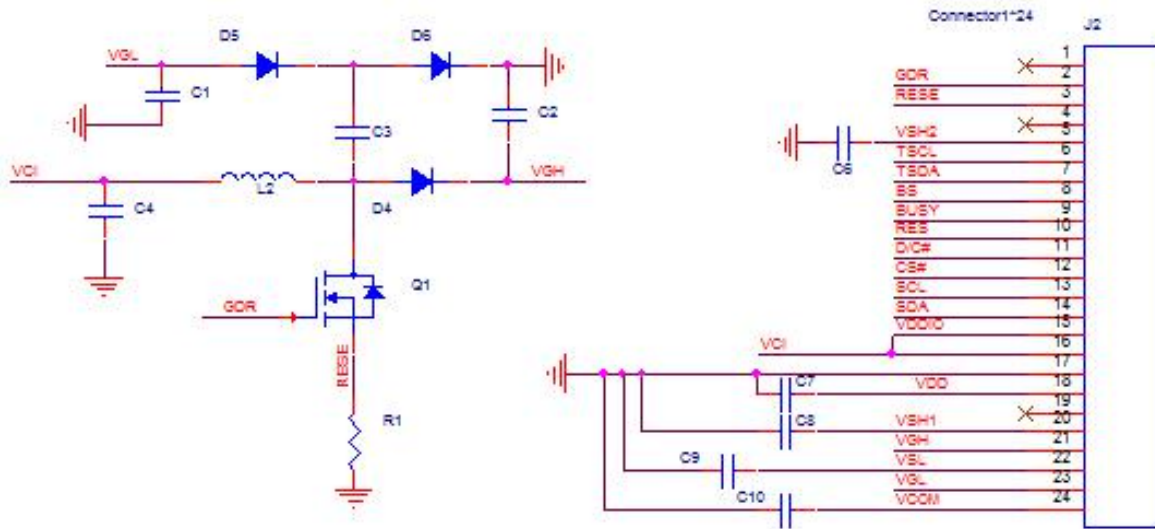 Connector1*24
J2
D5
D6
VGL
C1
C2
C3
VCI
L2
D4
VGH
C4
Q1
GDR
RESE
R1
1
GDR
2
RESE
3
4
5
VSH2
6
C6
TSCL
7
TSDA
8
BS
9
BUSY
10
RES
11
D/C#
12
CS#
13
SCL
14
SDA
15
VDDIO
16
VCI
17
18
C7
VDD
19
20
C8
VSH1
21
VGH
22
C9
VSL
23
VGL
24
C10
VCOM